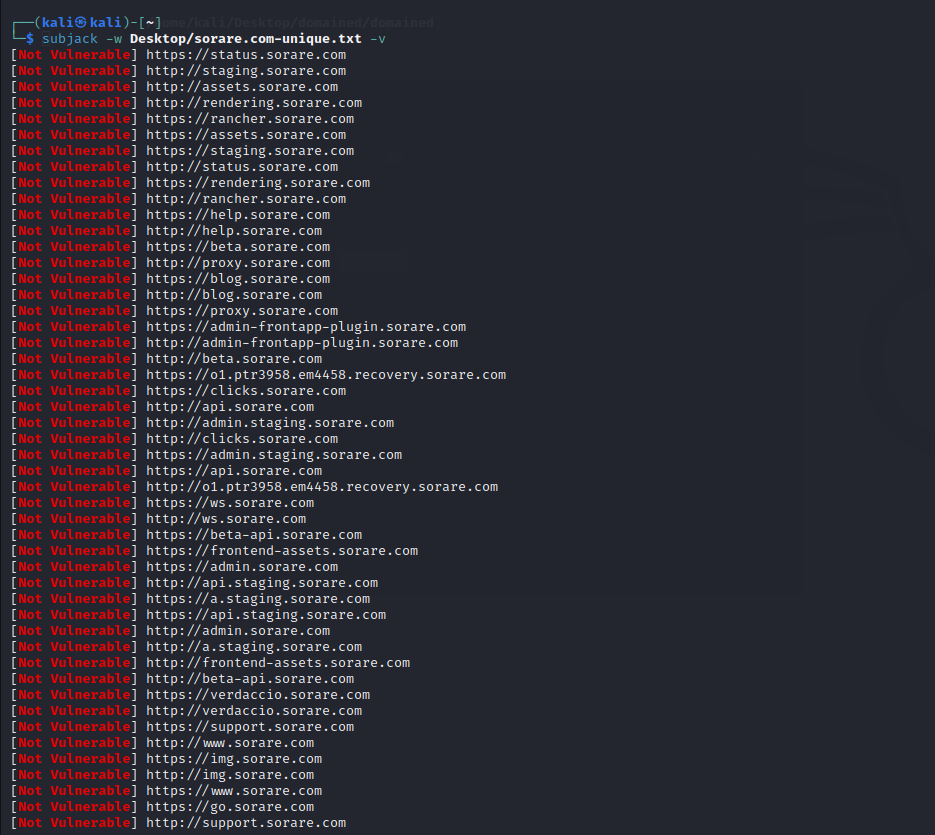 ┌──(kali㉿kali)-[~]ome/kali/Desktop/domained/domained
└─$ subjack -w Desktop/sorare.com-unique.txt -v
[Not Vulnerable] https://status.sorare.com
[Not Vulnerable] http://staging.sorare.com
[Not Vulnerable] http://assets.sorare.com
[Not Vulnerable] http://rendering.sorare.com
[Not Vulnerable] https://rancher.sorare.com
[Not Vulnerable] https://assets.sorare.com
[Not Vulnerable] https://staging.sorare.com
[Not Vulnerable] http://status.sorare.com
[Not Vulnerable] https://rendering.sorare.com
[Not Vulnerable] http://rancher.sorare.com
[Not Vulnerable] https://help.sorare.com
[Not Vulnerable] http://help.sorare.com
[Not Vulnerable] https://beta.sorare.com
[Not Vulnerable] http://proxy.sorare.com
[Not Vulnerable] https://blog.sorare.com
[Not Vulnerable] http://blog.sorare.com
[Not Vulnerable] https://proxy.sorare.com
[Not Vulnerable] https://admin-frontapp-plugin.sorare.com
[Not Vulnerable] http://admin-frontapp-plugin.sorare.com
[Not Vulnerable] http://beta.sorare.com
[Not Vulnerable] https://o1.ptr3958.em4458.recovery.sorare.com
[Not Vulnerable] https://clicks.sorare.com
[Not Vulnerable] http://api.sorare.com
[Not Vulnerable] http://admin.staging.sorare.com
[Not Vulnerable] http://clicks.sorare.com
[Not Vulnerable] https://admin.staging.sorare.com
[Not Vulnerable] https://api.sorare.com
[Not Vulnerable] http://o1.ptr3958.em4458.recovery.sorare.com
[Not Vulnerable] https://ws.sorare.com
[Not Vulnerable] http://ws.sorare.com
[Not Vulnerable] https://beta-api.sorare.com
[Not Vulnerable] https://frontend-assets.sorare.com
[Not Vulnerable] https://admin.sorare.com
[Not Vulnerable] http://api.staging.sorare.com
[Not Vulnerable] https://a.staging.sorare.com
[Not Vulnerable] https://api.staging.sorare.com
[Not Vulnerable] http://admin.sorare.com
[Not Vulnerable] http://a.staging.sorare.com
[Not Vulnerable] http://frontend-assets.sorare.com
[Not Vulnerable] http://beta-api.sorare.com
[Not Vulnerable] https://verdaccio.sorare.com
[Not Vulnerable] http://verdaccio.sorare.com
[Not Vulnerable] https://support.sorare.com
[Not Vulnerable] http://www.sorare.com
[Not Vulnerable] https://img.sorare.com
[Not Vulnerable] http://img.sorare.com
[Not Vulnerable] https://www.sorare.com
[Not Vulnerable] https://go.sorare.com
[Not Vulnerable] http://support.sorare.com